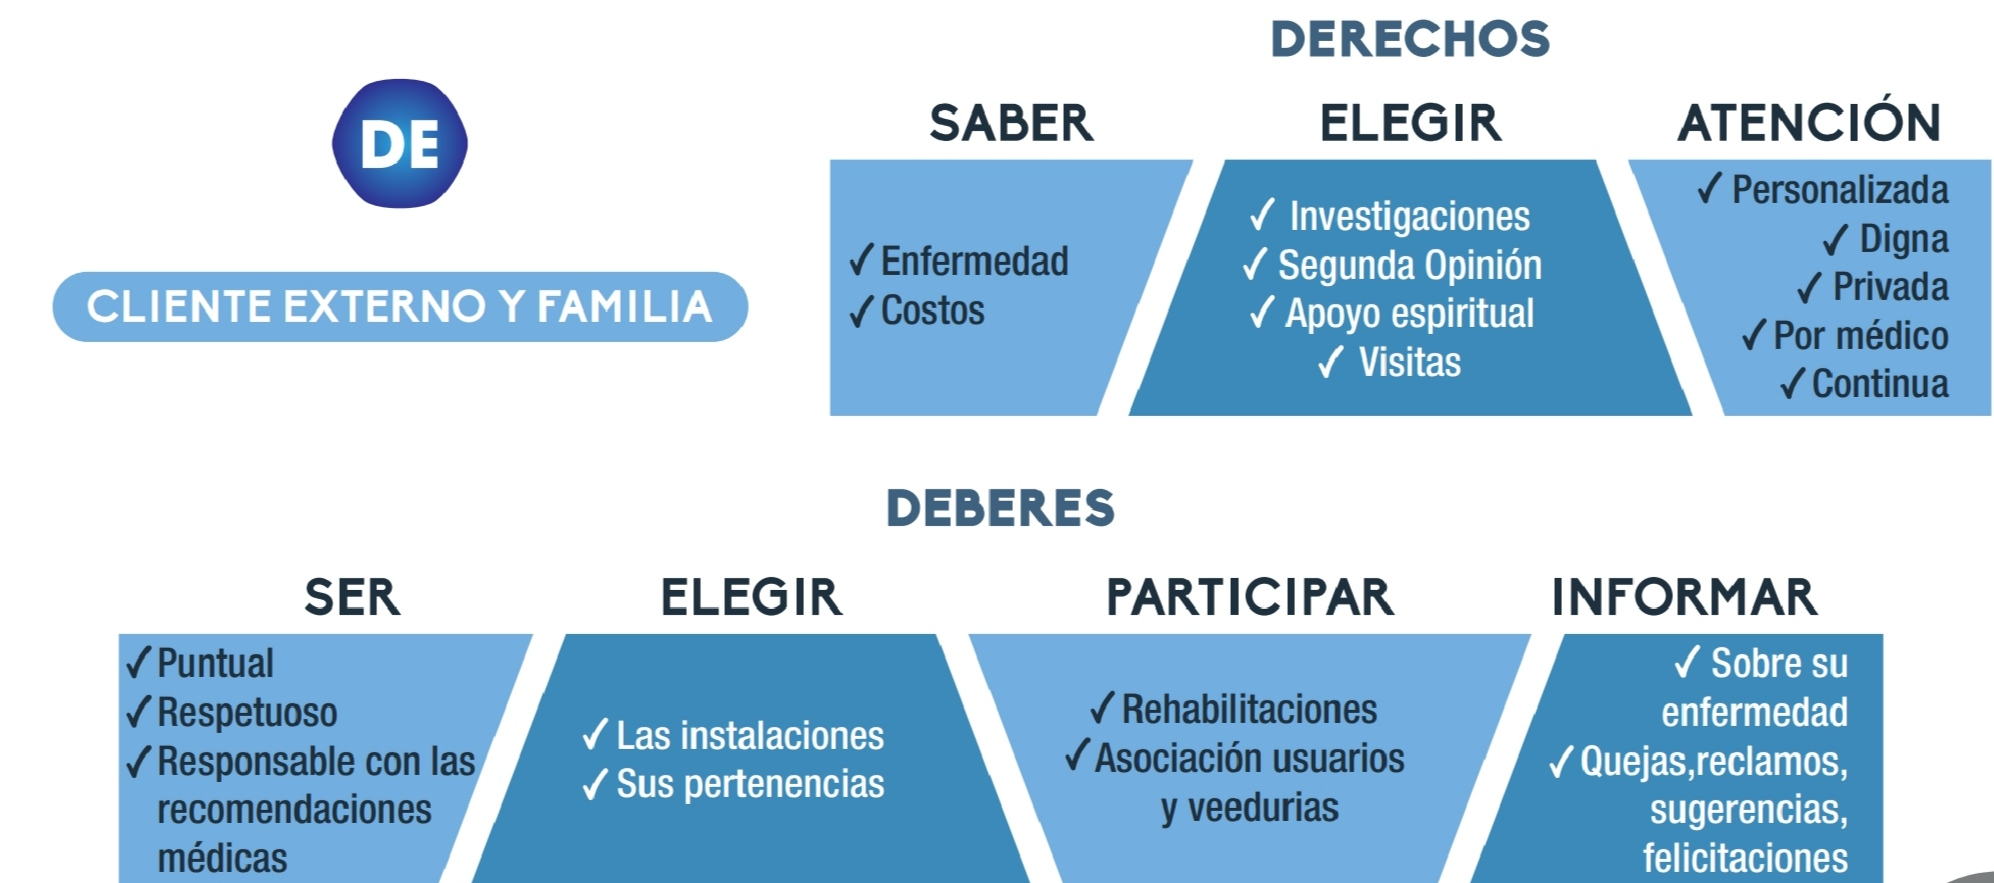 DE
CLIENTE EXTERNO Y FAMILIA
DERECHOS
SABER
✓ Enfermedad
✓ Costos
ELEGIR
✓ Investigaciones
✓ Segunda Opinión
✓ Apoyo espiritual
✓ Visitas
ATENCIÓN
✓ Personalizada
✓ Digna
✓ Privada
✓ Por médico
✓ Continua
DEBERES
SER
✓ Puntual
✓ Respetuoso
✓ Responsable con las
recomendaciones
médicas
ELEGIR
✓ Las instalaciones
✓ Sus pertenencias
PARTICIPAR
✓ Rehabilitaciones
✓ Asociación usuarios
y veedurias
INFORMAR
✓ Sobre su
enfermedad
✓ Quejas,reclamos,
sugerencias,
felicitaciones